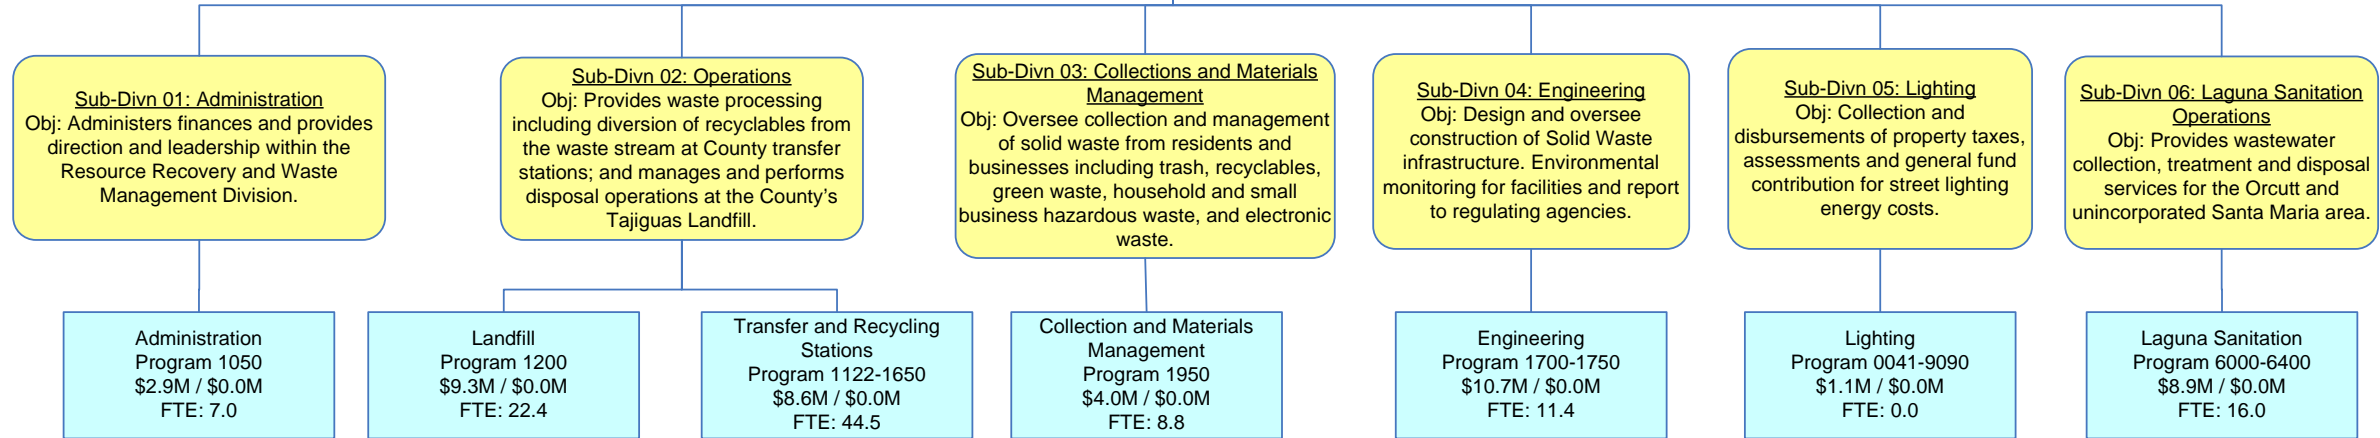 Sub-Divn 01: Administration
Obj: Administers finances and provides
direction and leadership within the
Resource Recovery and Waste
Management Division.
Sub-Divn 02: Operations
Obj: Provides waste processing
including diversion of recyclables from
the waste stream at County transfer
stations; and manages and performs
disposal operations at the County’s
Tajiguas Landfill.
Sub-Divn 03: Collections and Materials
Management
Obj: Oversee collection and management
of solid waste from residents and
businesses including trash, recyclables,
green waste, household and small
business hazardous waste, and electronic
waste.
Sub-Divn 04: Engineering
Obj: Design and oversee
construction of Solid Waste
infrastructure. Environmental
monitoring for facilities and report
to regulating agencies.
Sub-Divn 05: Lighting
Obj: Collection and
disbursements of property taxes,
assessments and general fund
contribution for street lighting
energy costs.
Sub-Divn 06: Laguna Sanitation
Operations
Obj: Provides wastewater
collection, treatment and disposal
services for the Orcutt and
unincorporated Santa Maria area.
Administration
Program 1050
$2.9M / $0.0M
FTE: 7.0
Landfill
Program 1200
$9.3M / $0.0M
FTE: 22.4
Transfer and Recycling
Stations
Program 1122-1650
$8.6M / $0.0M
FTE: 44.5
Collection and Materials
Management
Program 1950
$4.0M / $0.0M
FTE: 8.8
Engineering
Program 1700-1750
$10.7M / $0.0M
FTE: 11.4
Lighting
Program 0041-9090
$1.1M / $0.0M
FTE: 0.0
Laguna Sanitation
Program 6000-6400
$8.9M / $0.0M
FTE: 16.0